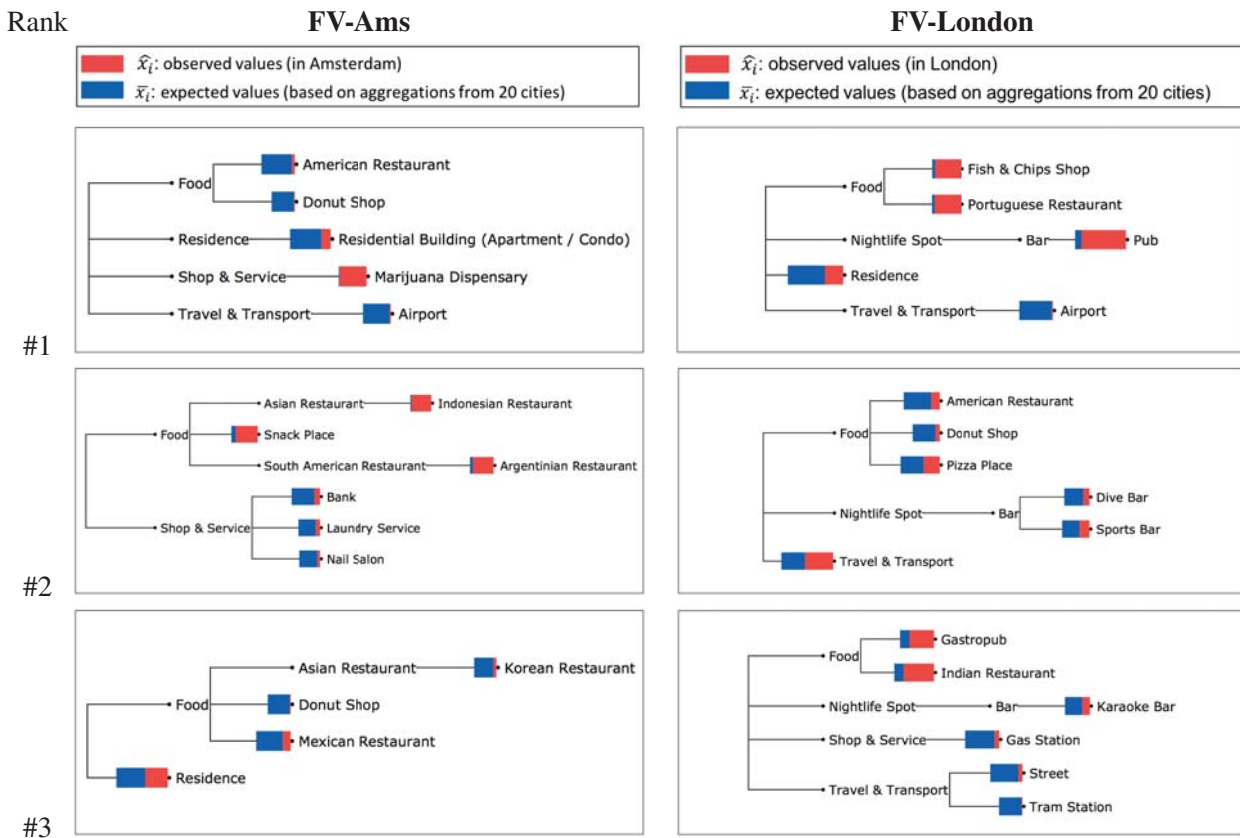 Rank FV-Ams FV-London
x̂i: observed values (in Amsterdam)
x̄i: expected values (based on aggregations from 20 cities)
x̂i: observed values (in London)
x̄i: expected values (based on aggregations from 20 cities)
#1
Food
American Restaurant
Donut Shop
Residence Residential Building (Apartment / Condo)
Shop & Service Marijuana Dispensary
Travel & Transport Airport
Food
Fish & Chips Shop
Portuguese Restaurant
Nightlife Spot Bar Pub
Residence
Travel & Transport Airport
#2
Asian Restaurant Indonesian Restaurant
Food Snack Place
South American Restaurant Argentinian Restaurant
Bank
Shop & Service Laundry Service
Nail Salon
American Restaurant
Food Donut Shop
Pizza Place
Dive Bar
Nightlife Spot Bar
Sports Bar
Travel & Transport
#3
Asian Restaurant Korean Restaurant
Food Donut Shop
Mexican Restaurant
Residence
Gastropub
Food
Indian Restaurant
Nightlife Spot Bar Karaoke Bar
Shop & Service Gas Station
Street
Travel & Transport
Tram Station